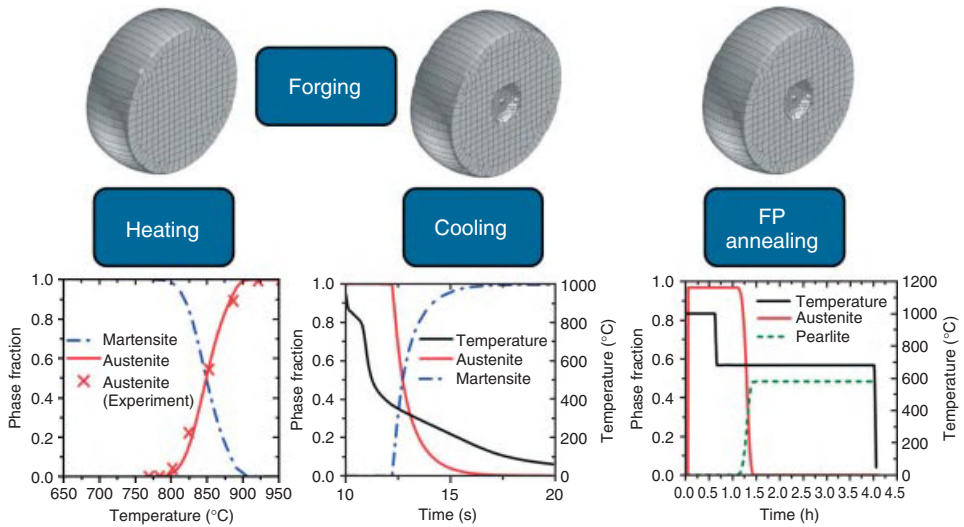 Forging
Heating
Cooling
FP
annealing
1.0
0.8
0.6
0.4
0.2
0.0
Phase fraction
Martensite
Austenite
Austenite
(Experiment)
650 700 750 800 850 900 950
Temperature (°C)
1.0
0.8
0.6
0.4
0.2
0.0
Phase fraction
Temperature
Austenite
Martensite
1000
800
600
400
200
0
Temperature (°C)
10 15 20
Time (s)
1.0
0.8
0.6
0.4
0.2
0.0
Phase fraction
Temperature
Austenite
Pearlite
1200
1000
800
600
400
200
0
Temperature (°C)
0.0 0.5 1.0 1.5 2.0 2.5 3.0 3.5 4.0 4.5
Time (h)